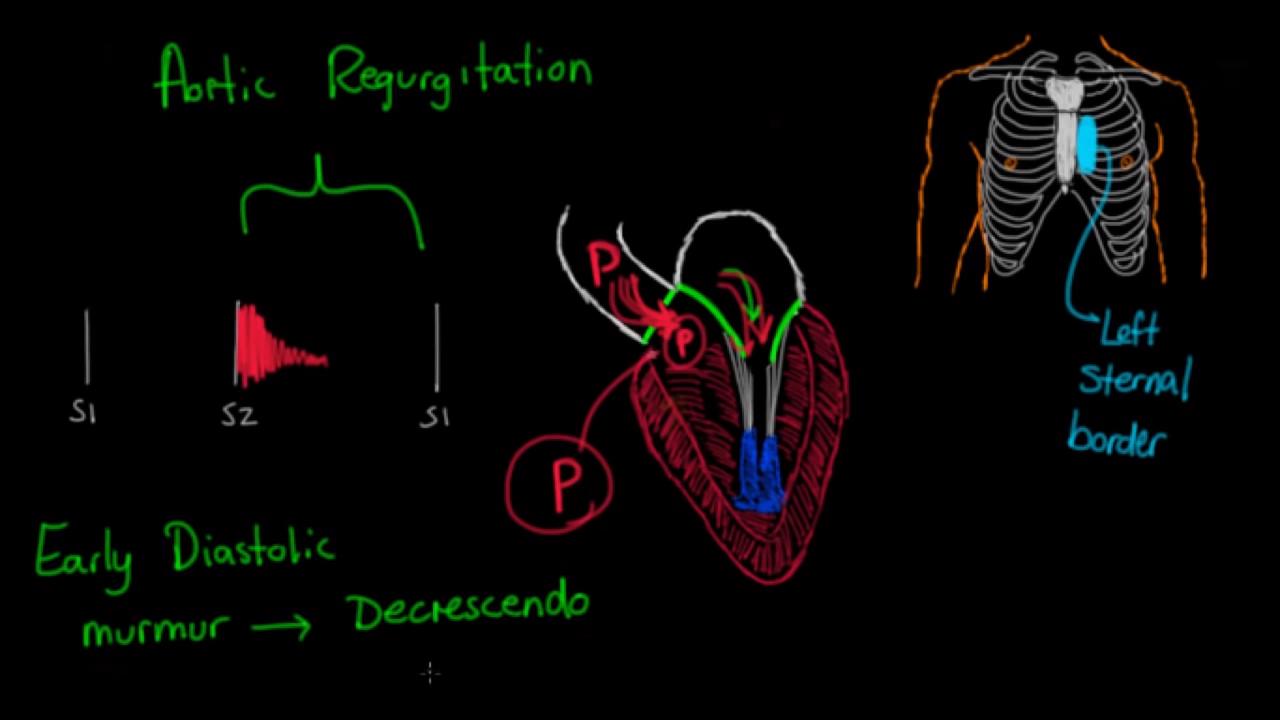 Aortic Regurgitation
S1
S2
S1
P
P
P
Left
sternal
border
Early Diastolic
murmur → Decrescendo